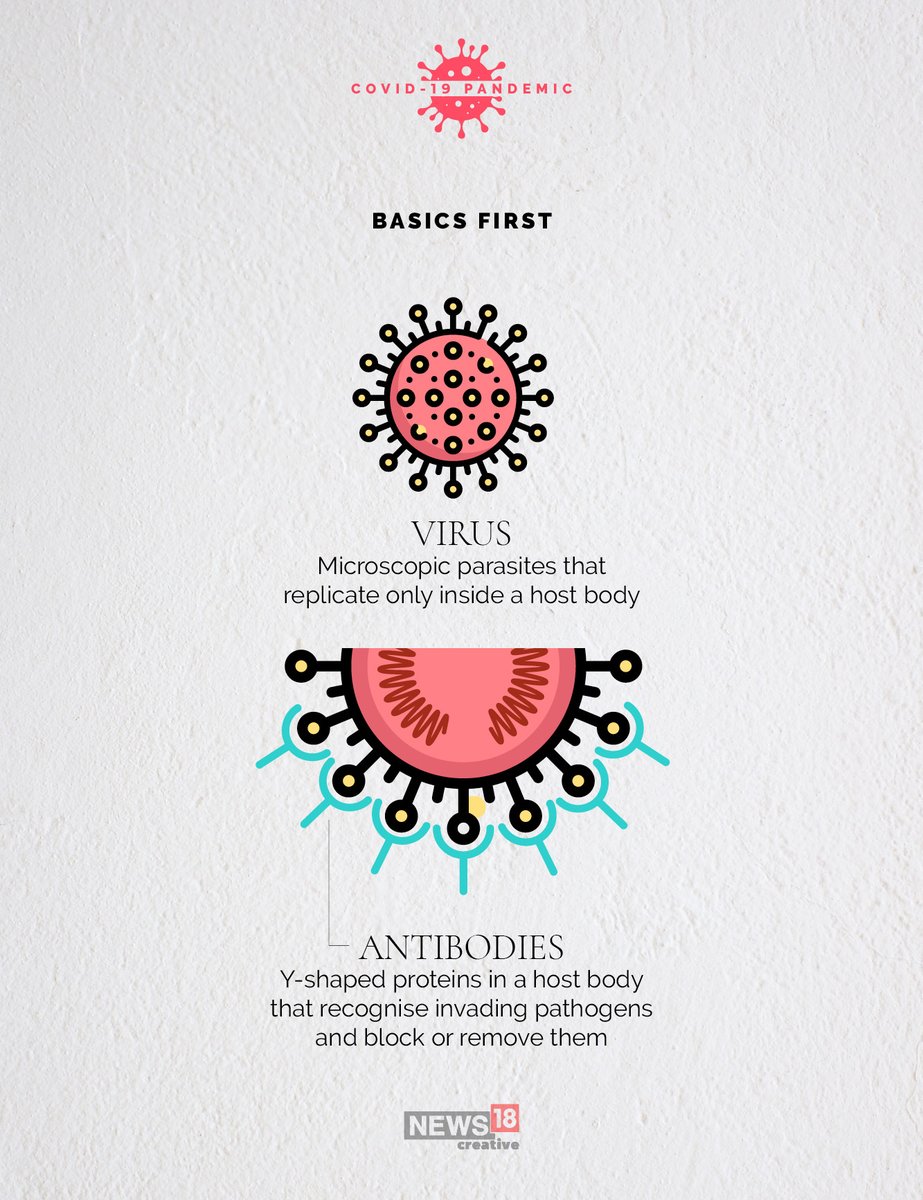 COVID-19 PANDEMIC
BASICS FIRST
VIRUS
Microscopic parasites that
replicate only inside a host body
ANTIBODIES
Y-shaped proteins in a host body
that recognise invading pathogens
and block or remove them
NEWS18
creative